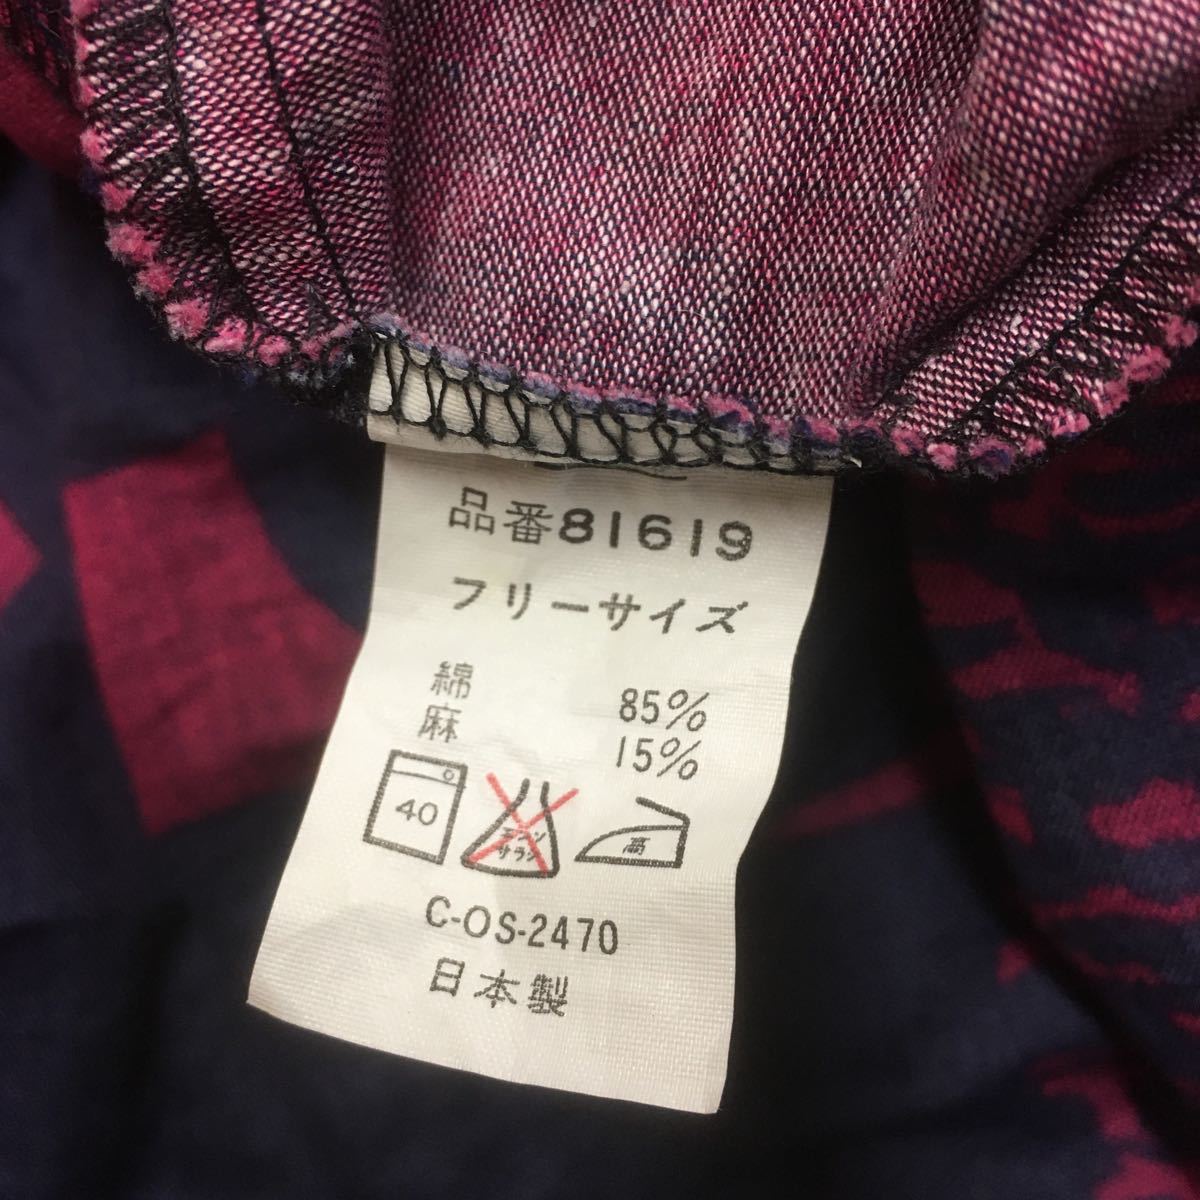 品番81619
フリーサイズ
綿 85%
麻 15%
40
エンソ
サラシ
高
C-OS-2470
日本製